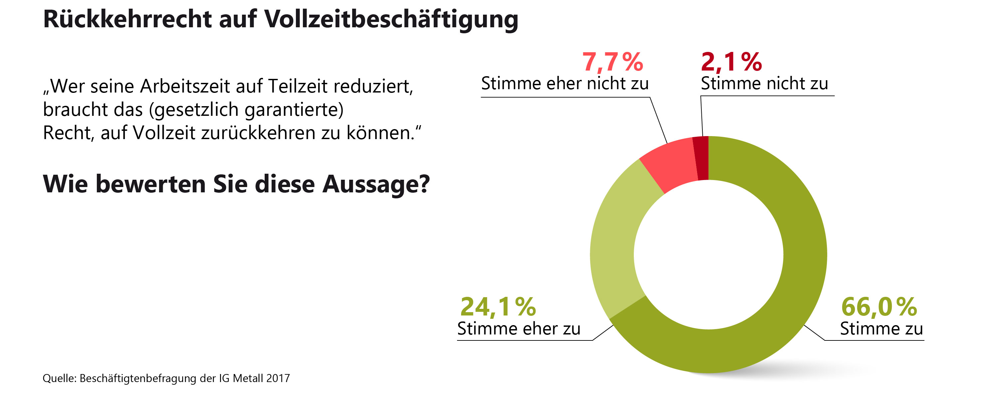 Rückkehrrecht auf Vollzeitbeschäftigung
„Wer seine Arbeitszeit auf Teilzeit reduziert,
braucht das (gesetzlich garantierte)
Recht, auf Vollzeit zurückkehren zu können.“
Wie bewerten Sie diese Aussage?
7,7 %
Stimme eher nicht zu
2,1 %
Stimme nicht zu
24,1 %
Stimme eher zu
66,0 %
Stimme zu
Quelle: Beschäftigtenbefragung der IG Metall 2017